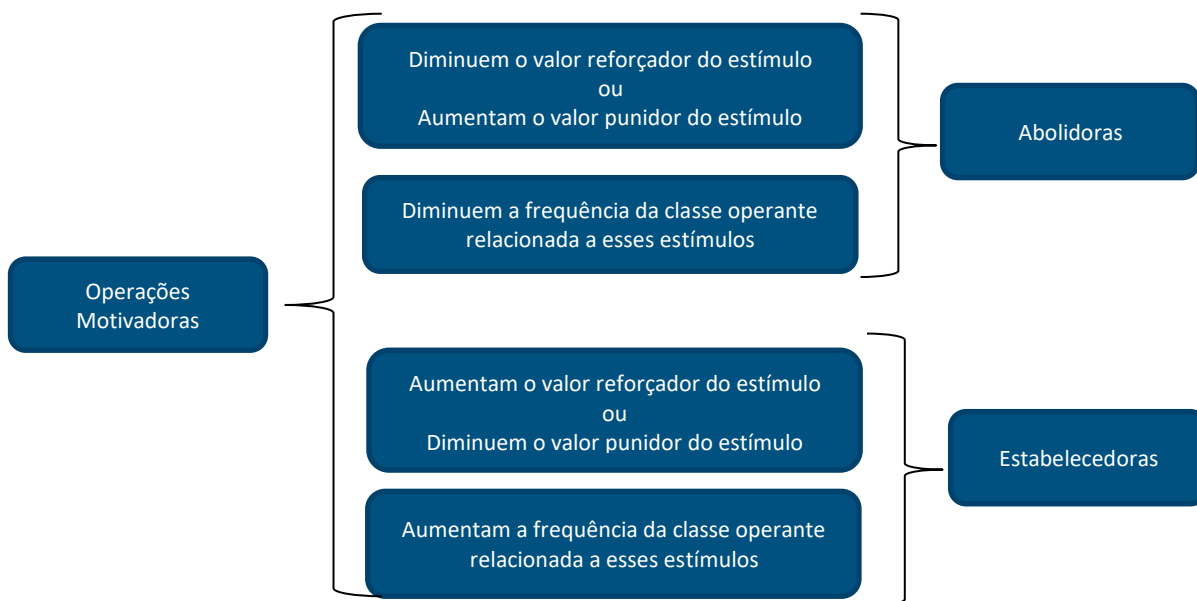 Operações
Motivadoras
Diminuem o valor reforçador do estímulo
ou
Aumentam o valor punidor do estímulo
Diminuem a frequência da classe operante
relacionada a esses estímulos
Abolidoras
Aumentam o valor reforçador do estímulo
ou
Diminuem o valor punidor do estímulo
Aumentam a frequência da classe operante
relacionada a esses estímulos
Estabelecedoras